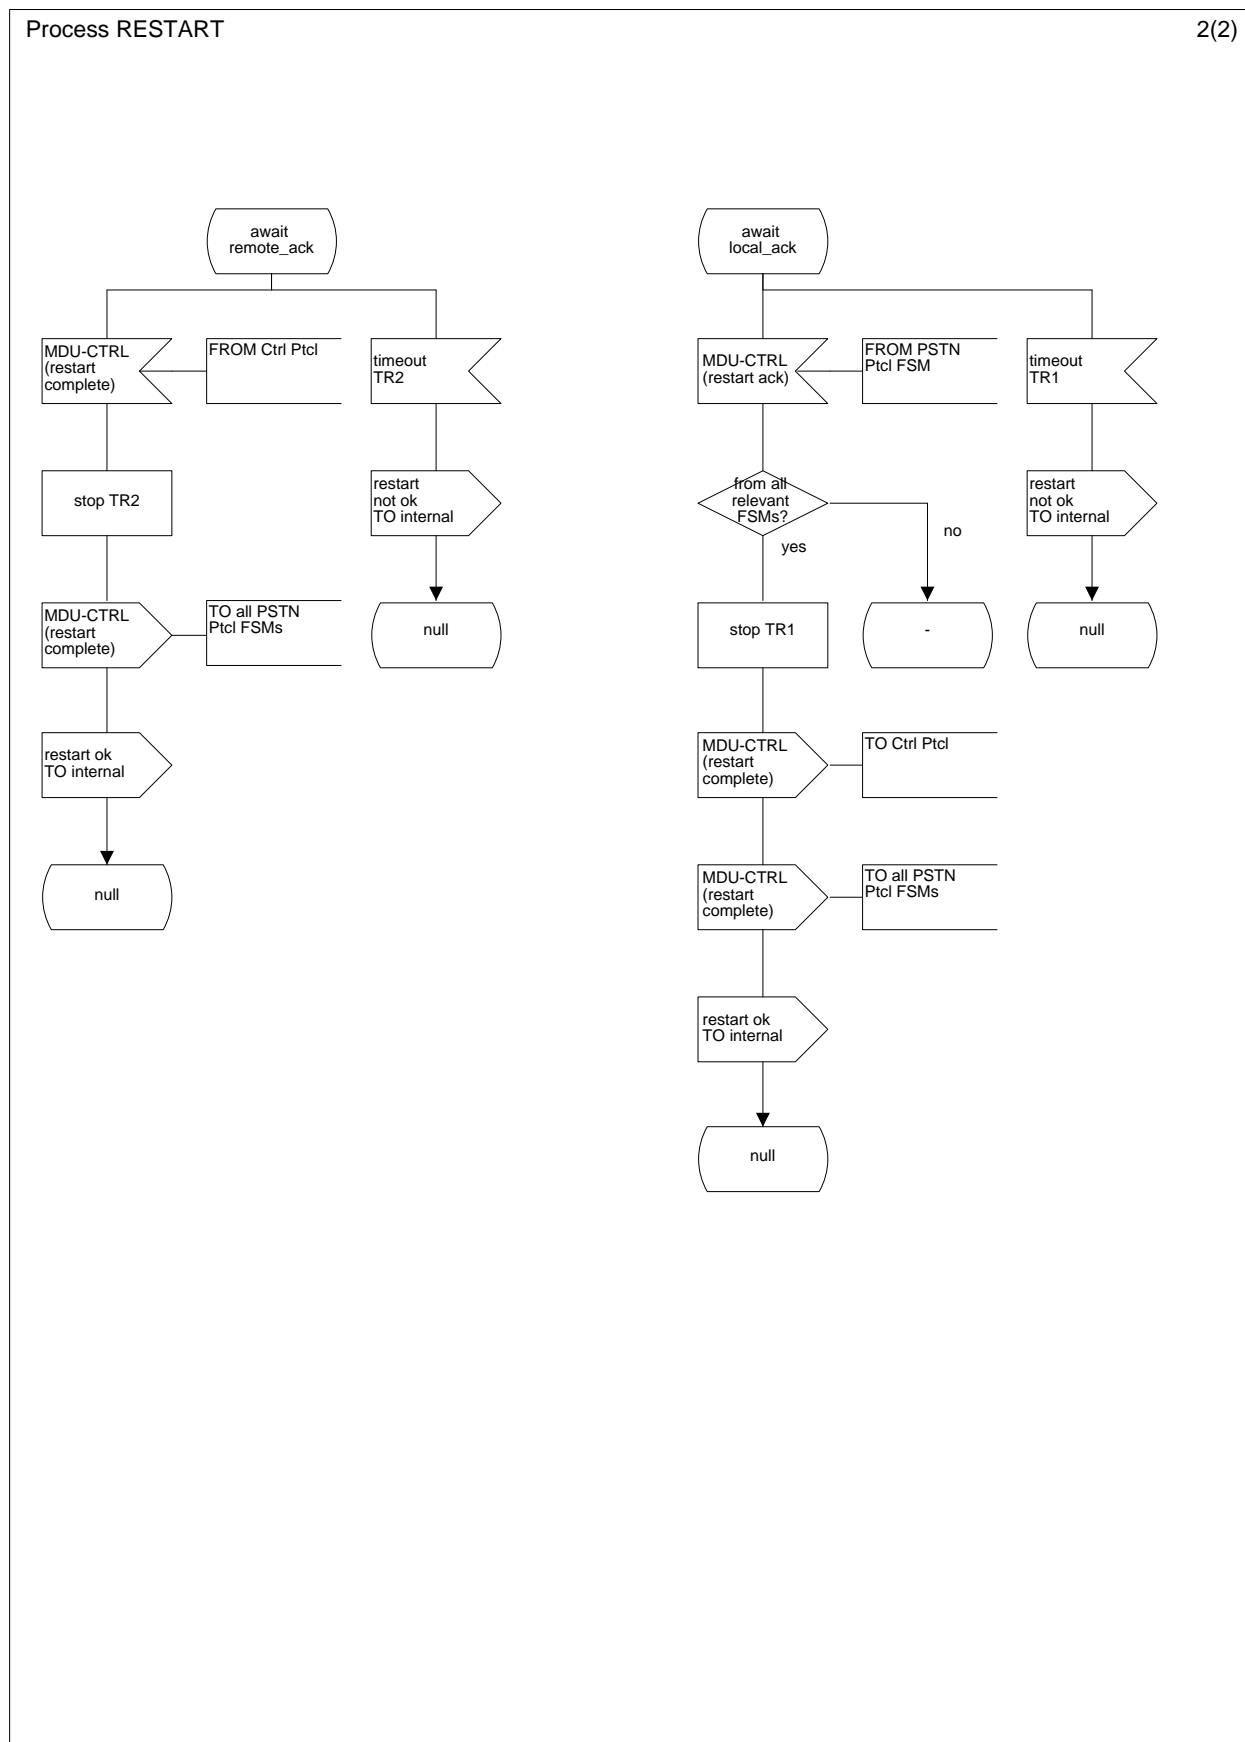 Process RESTART
2(2)
await
remote_ack
MDU-CTRL
(restart
complete)
FROM Ctrl Ptcl
timeout
TR2
stop TR2
restart
not ok
TO internal
MDU-CTRL
(restart
complete)
TO all PSTN
Ptcl FSMs
null
restart ok
TO internal
null
await
local_ack
MDU-CTRL
(restart ack)
FROM PSTN
Ptcl FSM
timeout
TR1
from all
relevant
FSMs?
no
yes
restart
not ok
TO internal
stop TR1
-
null
MDU-CTRL
(restart
complete)
TO Ctrl Ptcl
MDU-CTRL
(restart
complete)
TO all PSTN
Ptcl FSMs
restart ok
TO internal
null